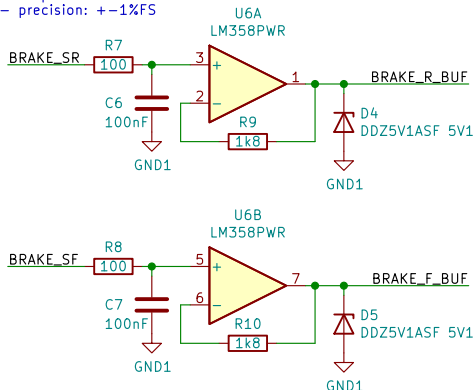 - precision: +-1%FS
U6A
LM358PWR
BRAKE_SR
R7
100
3
+
2
-
1
BRAKE_R_BUF
C6
100nF
R9
1k8
D4
DDZ5V1ASF 5V1
GND1
GND1
U6B
LM358PWR
BRAKE_SF
R8
100
5
+
6
-
7
BRAKE_F_BUF
C7
100nF
R10
1k8
D5
DDZ5V1ASF 5V1
GND1
GND1